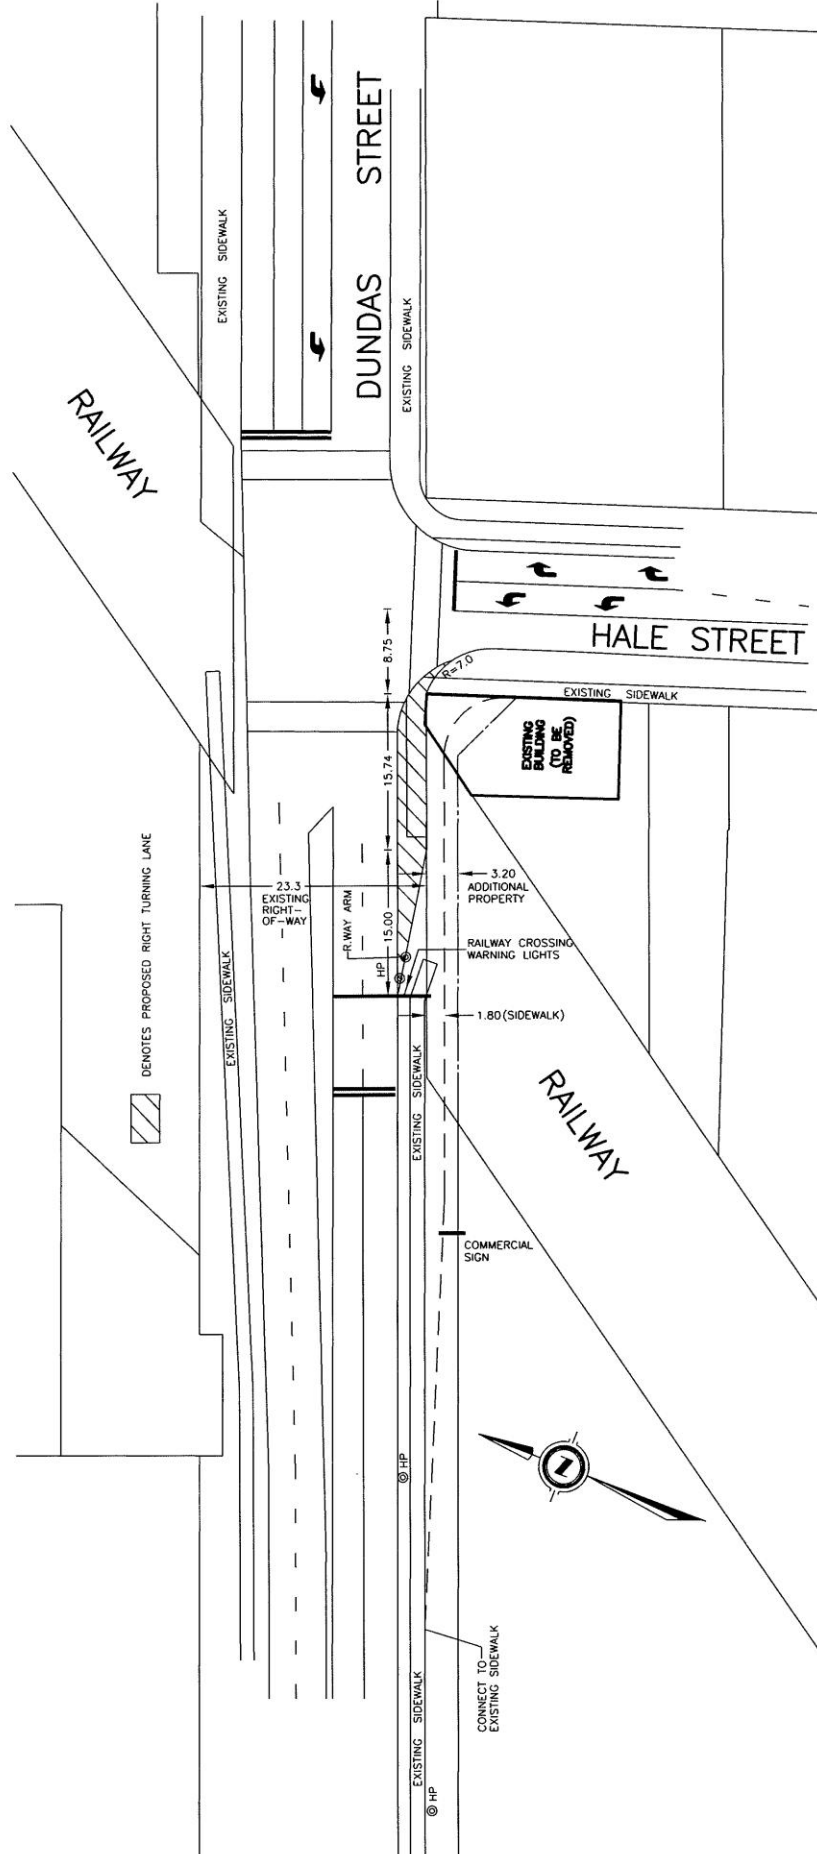 DUNDAS STREET
EXISTING SIDEWALK
EXISTING SIDEWALK
RAILWAY
HALE STREET
8.75
R=7.0
EXISTING SIDEWALK
EXISTING
BUILDING
(TO BE
REMOVED)
15.74
DENOTES PROPOSED RIGHT TURNING LANE
23.3
EXISTING
RIGHT-
OF-WAY
3.20
ADDITIONAL
PROPERTY
R.WAY ARM
15.00
HP
RAILWAY CROSSING
WARNING LIGHTS
EXISTING SIDEWALK
1.80(SIDEWALK)
EXISTING SIDEWALK
RAILWAY
COMMERCIAL
SIGN
HP
Z
CONNECT TO
EXISTING SIDEWALK
EXISTING SIDEWALK
HP